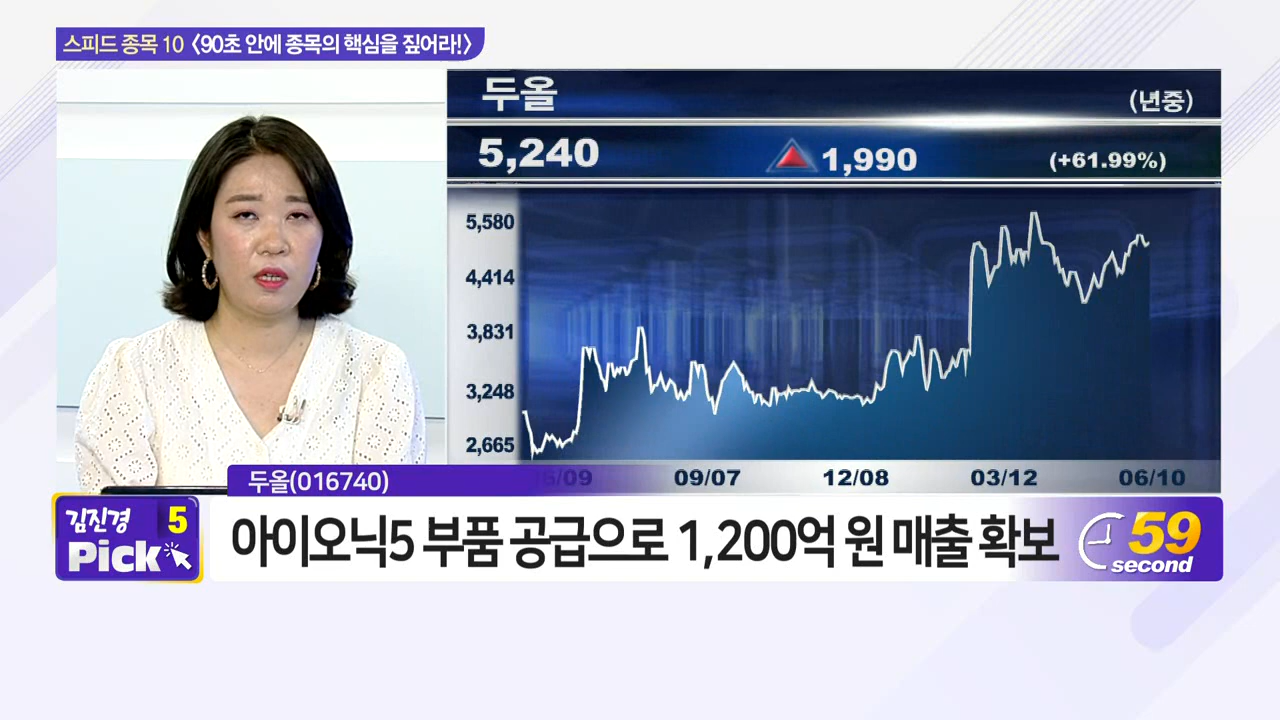 스피드 종목 10 <90초 안에 종목의 핵심을 짚어라!>
두올
(년중)
5,240
1,990
(+61.99%)
5,580
4,414
3,831
3,248
2,665
09/07
12/08
03/12
06/10
두올(016740)
김진경 5
Pick
아이오닉5 부품 공급으로 1,200억 원 매출 확보
59
second